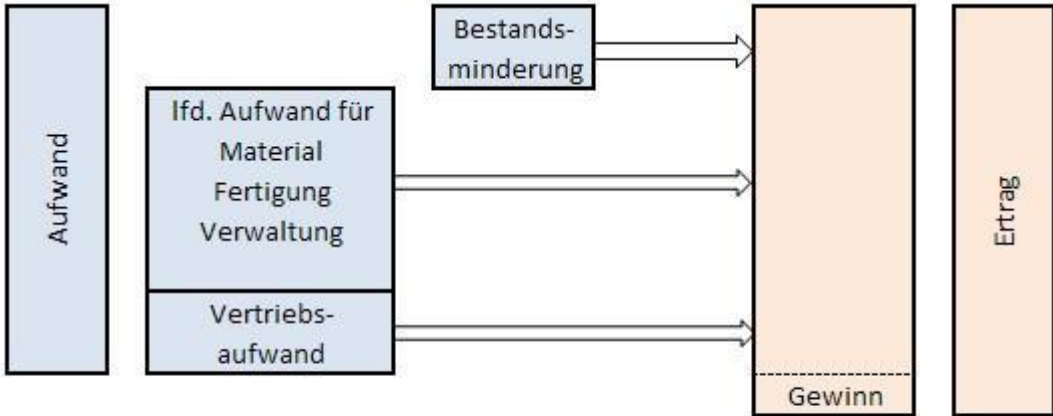 Aufwand
Bestands-
minderung
lfd. Aufwand für
Material
Fertigung
Verwaltung
Vertriebs-
aufwand
Gewinn
Ertrag